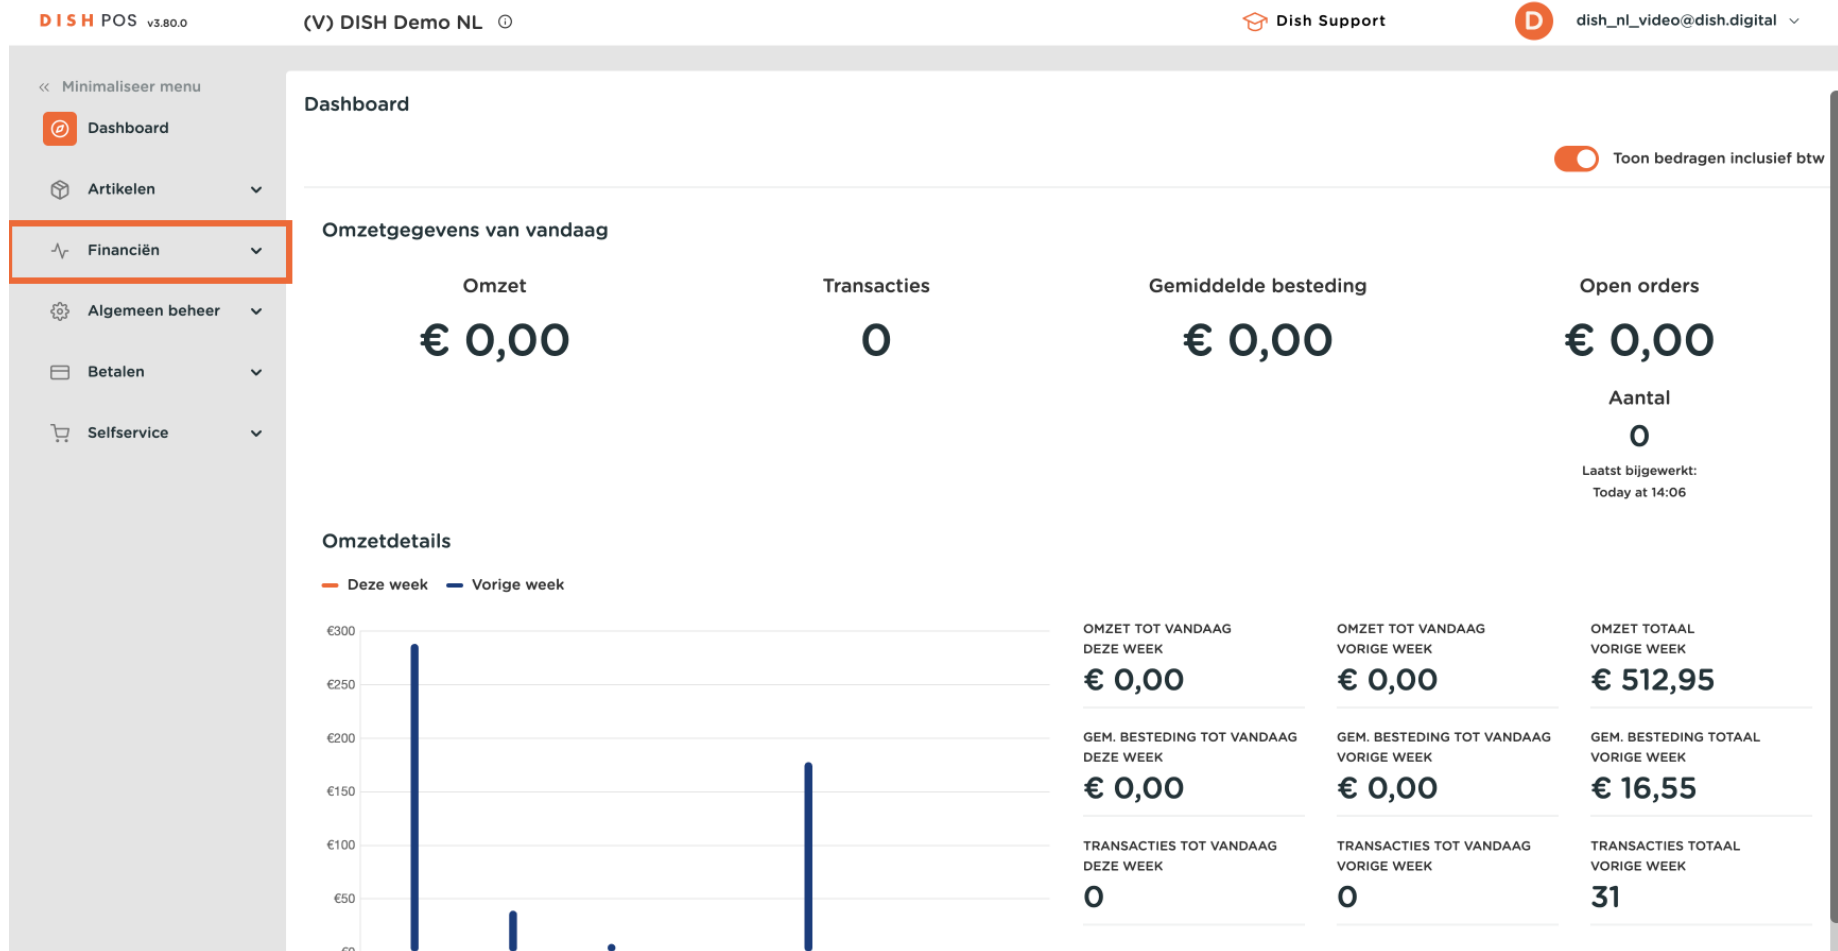 DISH POS v3.80.0
(V) DISH Demo NL
Dish Support
D
dish_nl_video@dish.digital
Minimaliseer menu
Dashboard
Artikelen
Financiën
Algemeen beheer
Betalen
Selfservice
Dashboard
Toon bedragen inclusief btw
Omzetgegevens van vandaag
Omzet
€ 0,00
Transacties
0
Gemiddelde besteding
€ 0,00
Open orders
€ 0,00
Aantal
0
Laatst bijgewerkt:
Today at 14:06
Omzetdetails
Deze week
Vorige week
€300
€250
€200
€150
€100
€50
€0
OMZET TOT VANDAAG
DEZE WEEK
€ 0,00
OMZET TOT VANDAAG
VORIGE WEEK
€ 0,00
OMZET TOTAAL
VORIGE WEEK
€ 512,95
GEM. BESTEDING TOT VANDAAG
DEZE WEEK
€ 0,00
GEM. BESTEDING TOT VANDAAG
VORIGE WEEK
€ 0,00
GEM. BESTEDING TOTAAL
VORIGE WEEK
€ 16,55
TRANSACTIES TOT VANDAAG
DEZE WEEK
0
TRANSACTIES TOT VANDAAG
VORIGE WEEK
0
TRANSACTIES TOTAAL
VORIGE WEEK
31